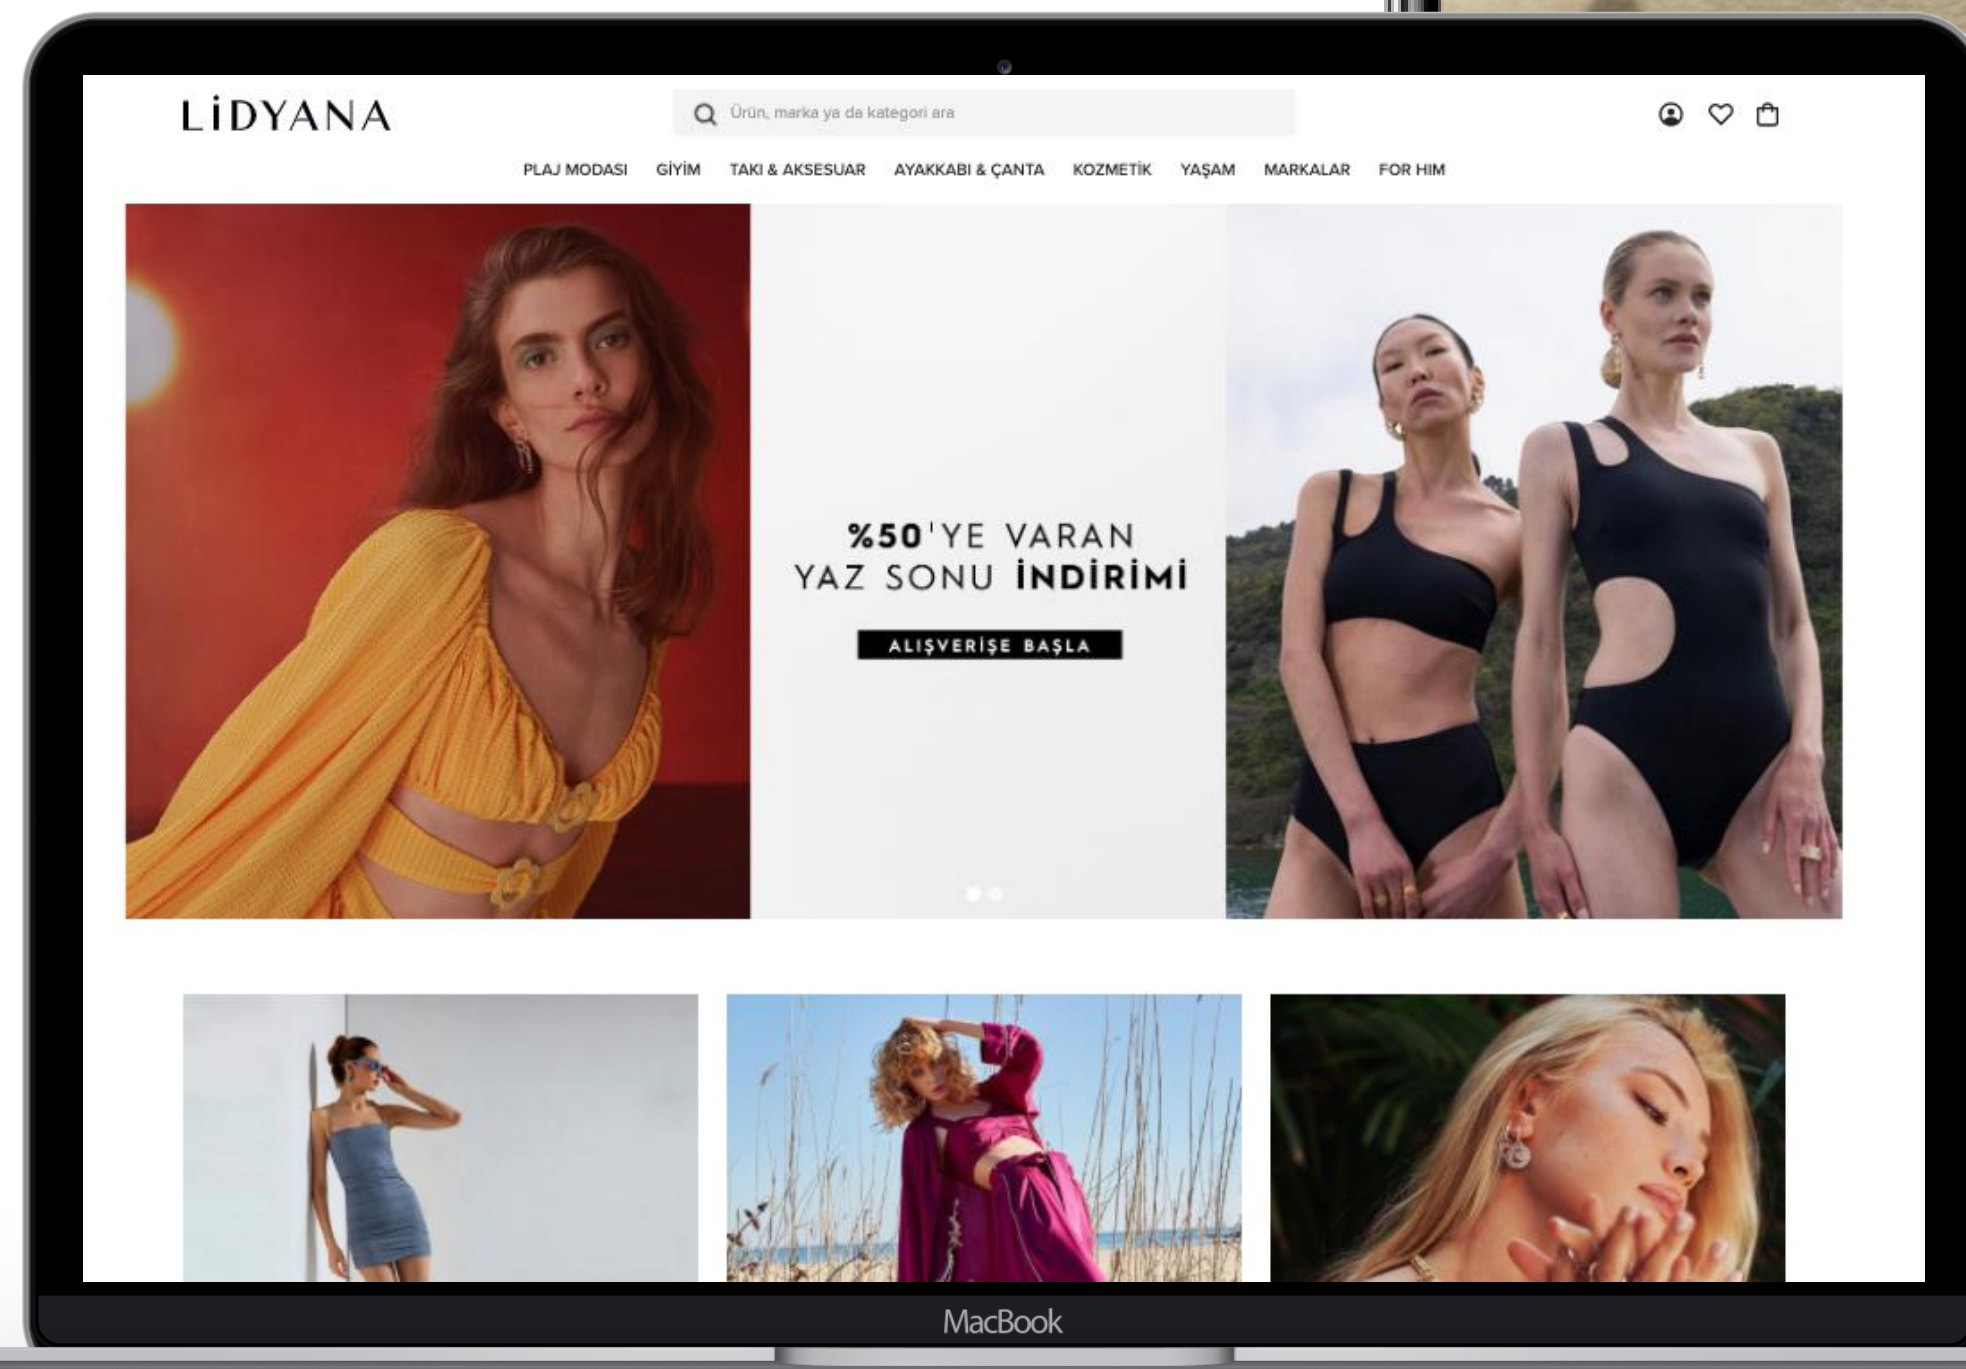 LİDYANA
Ürün, marka ya da kategori ara
PLAJ MODASI GİYİM TAKI & AKSESUAR AYAKKABI & ÇANTA KOZMETİK YAŞAM MARKALAR FOR HIM
%50'YE VARAN
YAZ SONU İNDİRİMİ
ALIŞVERİŞE BAŞLA
MacBook